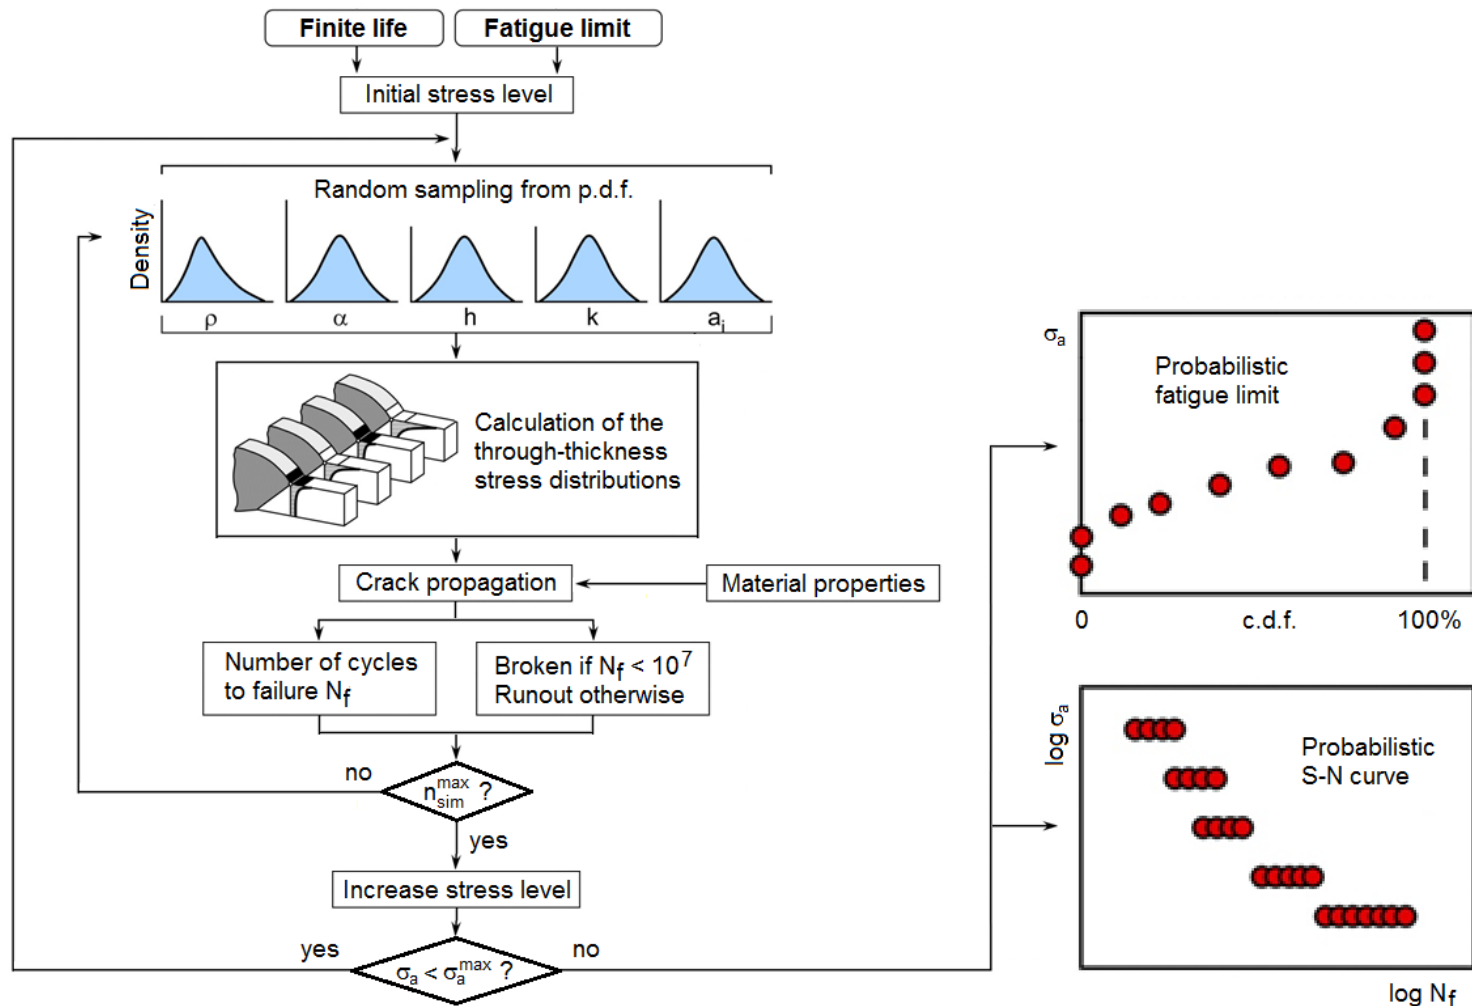 Finite life
Fatigue limit
Initial stress level
Random sampling from p.d.f.
Density
ρ
α
h
k
a_i
Calculation of the
through-thickness
stress distributions
Crack propagation
Material properties
Number of cycles
to failure N_f
Broken if N_f < 10^7
Runout otherwise
no
n_sim^max ?
yes
Increase stress level
yes
σ_a < σ_a^max ?
no
σ_a
Probabilistic
fatigue limit
0
c.d.f.
100%
log σ_a
Probabilistic
S-N curve
log N_f